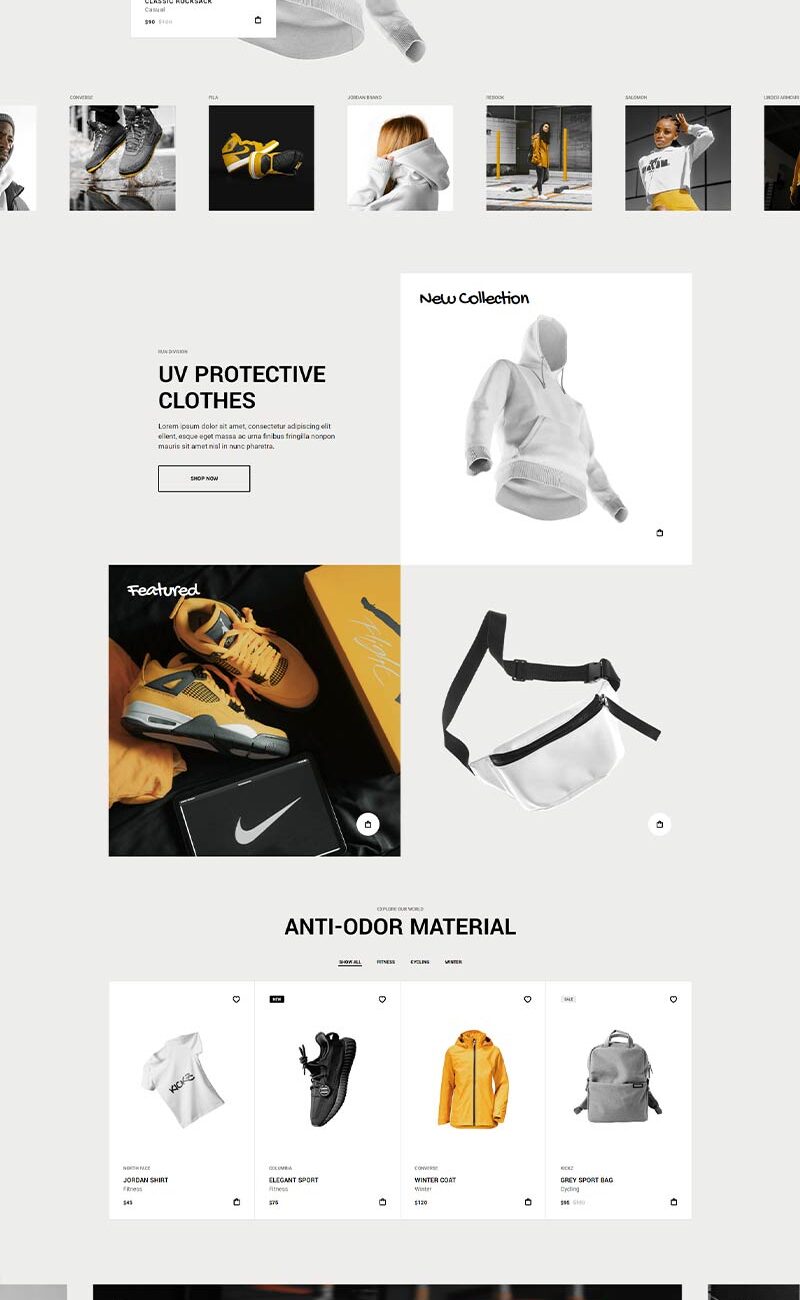 CLASSIC RUCKSACK
Casual
$90 $120
CONVERSE
FILA
JORDAN BRAND
REEBOK
SALOMON
UNDER ARMOUR
New Collection
RUN DIVISION
UV PROTECTIVE
CLOTHES
Lorem ipsum dolor sit amet, consectetur adipiscing elit
ellent, esque eget massa ac urna finibus fringilla nonpon
mauris sit amet nisl in nunc pharetra.
SHOP NOW
Featured
Flight
EXPLORE OUR WORLD
ANTI-ODOR MATERIAL
SHOW ALL FITNESS CYCLING WINTER
NEW
SALE
KICKZ
NORTH FACE
JORDAN SHIRT
Fitness
$45
COLUMBIA
ELEGANT SPORT
Fitness
$76
CONVERSE
WINTER COAT
Winter
$120
KICKZ
GREY SPORT BAG
Cycling
$95